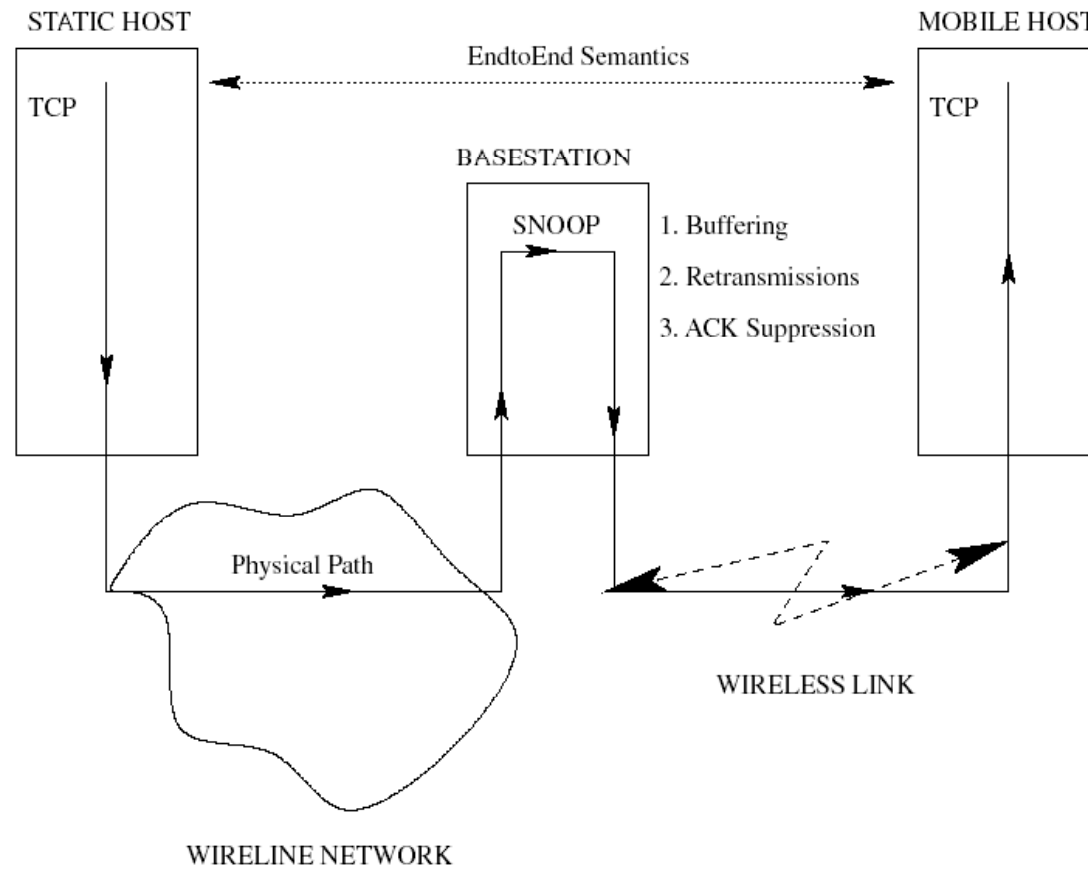 STATIC HOST
MOBILE HOST
EndtoEnd Semantics
TCP
TCP
BASESTATION
SNOOP
1. Buffering
2. Retransmissions
3. ACK Suppression
Physical Path
WIRELESS LINK
WIRELINE NETWORK